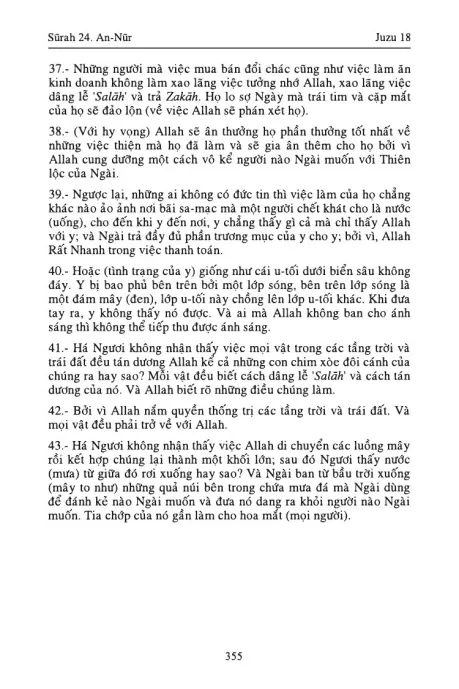 Sūrah 24. An-Nūr Juzu 18
37.- Những người mà việc mua bán đổi chác cũng như việc làm ăn
kinh doanh không làm xao lãng việc tưởng nhớ Allah, xao lãng việc
dâng lễ 'Salāh' và trả Zakāh. Họ lo sợ Ngày mà trái tim và cặp mắt
của họ sẽ đảo lộn (về việc Allah sẽ phán xét họ).
38.- (Với hy vọng) Allah sẽ ân thưởng họ phần thưởng tốt nhất về
những việc thiện mà họ đã làm và sẽ gia ân thêm cho họ bởi vì
Allah cung dưỡng một cách vô kể người nào Ngài muốn với Thiên
lộc của Ngài.
39.- Ngược lại, những ai không có đức tin thì việc làm của họ chẳng
khác nào ảo ảnh nơi bãi sa-mạc mà một người chết khát cho là nước
(uống), cho đến khi y đến nơi, y chẳng thấy gì cả mà chỉ thấy Allah
với y; và Ngài trả đầy đủ phần trương mục của y cho y; bởi vì, Allah
Rất Nhanh trong việc thanh toán.
40.- Hoặc (tình trạng của y) giống như cái u-tối dưới biển sâu không
đáy. Y bị bao phủ bên trên bởi một lớp sóng, bên trên lớp sóng là
một đám mây (đen), lớp u-tối này chồng lên lớp u-tối khác. Khi đưa
tay ra, y không thấy nó được. Và ai mà Allah không ban cho ánh
sáng thì không thể tiếp thu được ánh sáng.
41.- Há Ngươi không nhận thấy việc mọi vật trong các tầng trời và
trái đất đều tán dương Allah kể cả những con chim xòe đôi cánh của
chúng ra hay sao? Mỗi vật đều biết cách dâng lễ 'Salāh' và cách tán
dương của nó. Và Allah biết rõ những điều chúng làm.
42.- Bởi vì Allah nắm quyền thống trị các tầng trời và trái đất. Và
mọi vật đều phải trở về với Allah.
43.- Há Ngươi không nhận thấy việc Allah di chuyển các luồng mây
rồi kết hợp chúng lại thành một khối lớn; sau đó Ngươi thấy nước
(mưa) từ giữa đó rơi xuống hay sao? Và Ngài ban từ bầu trời xuống
(mây to như) những quả núi bên trong chứa mưa đá mà Ngài dùng
để đánh kẻ nào Ngài muốn và đưa nó dang ra khỏi người nào Ngài
muốn. Tia chớp của nó gần làm cho hoa mắt (mọi người).
355